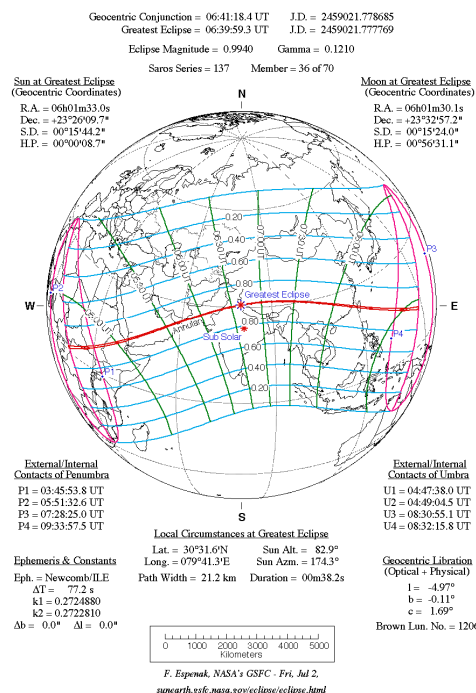 Geocentric Conjunction = 06:41:18.4 UT J.D. = 2459021.778685
Greatest Eclipse = 06:39:59.3 UT J.D. = 2459021.777769
Eclipse Magnitude = 0.9940 Gamma = 0.1210
Saros Series = 137 Member = 36 of 70
Sun at Greatest Eclipse
(Geocentric Coordinates)
R.A. = 06h01m33.0s
Dec. = +23°26'09.7"
S.D. = 00°15'44.2"
H.P. = 00°00'08.7"
Moon at Greatest Eclipse
(Geocentric Coordinates)
R.A. = 06h01m30.1s
Dec. = +23°32'57.2"
S.D. = 00°15'24.0"
H.P. = 00°56'31.1"
N
W
E
S
0.20
0.40
0.60
0.80
Greatest Eclipse
Annular
Sub Solar
0.80
0.60
0.40
0.20
07:00 UT
P1
P2
P3
P4
External/Internal
Contacts of Penumbra
P1 = 03:45:53.8 UT
P2 = 05:51:32.6 UT
P3 = 07:28:25.0 UT
P4 = 09:33:57.5 UT
External/Internal
Contacts of Umbra
U1 = 04:47:38.0 UT
U2 = 04:49:04.5 UT
U3 = 08:30:55.1 UT
U4 = 08:32:15.8 UT
Local Circumstances at Greatest Eclipse
Lat. = 30°31.6'N Sun Alt. = 82.9°
Long. = 079°41.3'E Sun Azm. = 174.3°
Path Width = 21.2 km Duration = 00m38.2s
Ephemeris & Constants
Eph. = Newcomb/ILE
ΔT = 77.2 s
k1 = 0.2724880
k2 = 0.2722810
Δb = 0.0" Δl = 0.0"
Geocentric Libration
(Optical + Physical)
l = -4.97°
b = -0.11°
c = 1.69°
Brown Lun. No. = 1206
0 1000 2000 3000 4000 5000
Kilometers
F. Espenak, NASA's GSFC - Fri, Jul 2,
sunearth.gsfc.nasa.gov/eclipse/eclipse.html